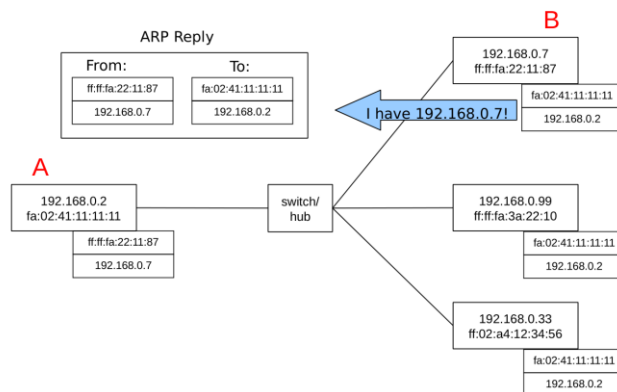 ARP Reply
From:
To:
ff:ff:fa:22:11:87
192.168.0.7
fa:02:41:11:11:11
192.168.0.2
B
192.168.0.7
ff:ff:fa:22:11:87
fa:02:41:11:11:11
192.168.0.2
I have 192.168.0.7!
A
192.168.0.2
fa:02:41:11:11:11
ff:ff:fa:22:11:87
192.168.0.7
switch/
hub
192.168.0.99
ff:ff:fa:3a:22:10
fa:02:41:11:11:11
192.168.0.2
192.168.0.33
ff:02:a4:12:34:56
fa:02:41:11:11:11
192.168.0.2